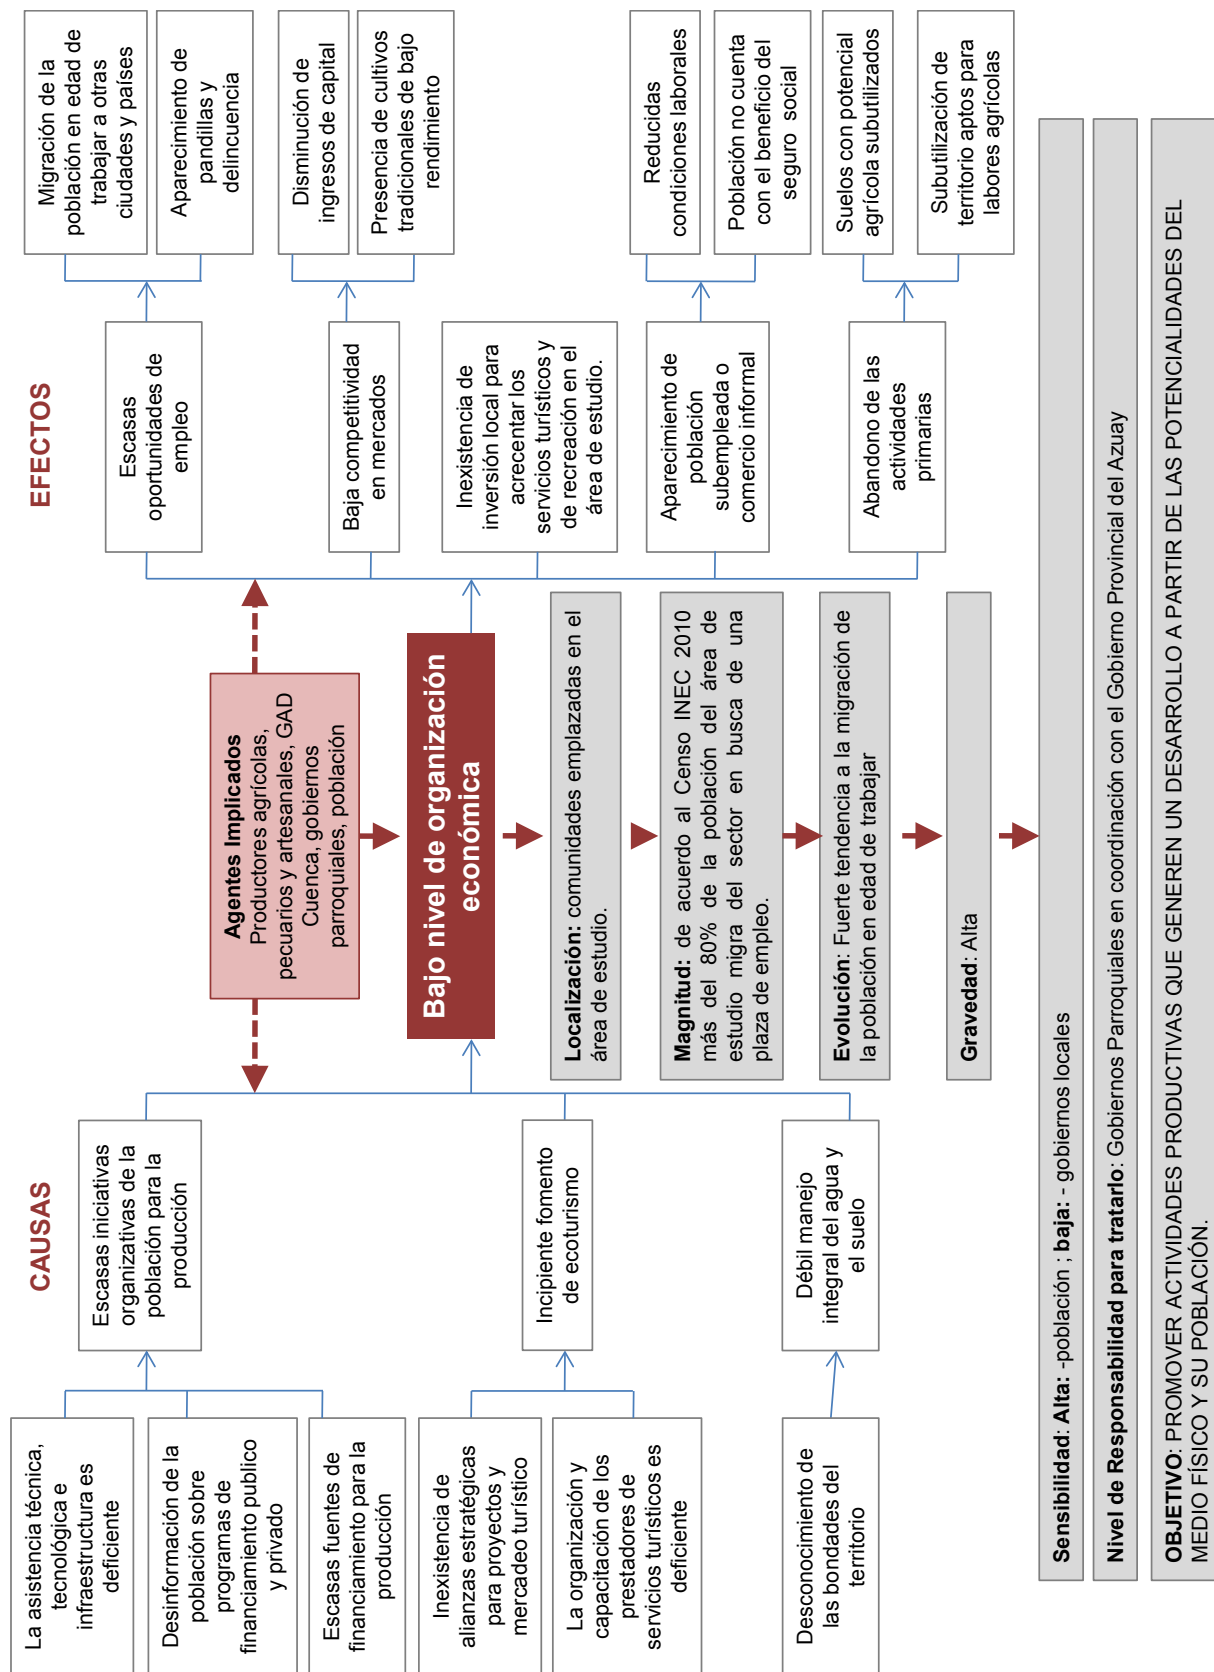 CAUSAS
EFECTOS
La asistencia técnica,
tecnológica e
infraestructura es
deficiente
Desinformación de la
población sobre
programas de
financiamiento publico
y privado
Escasas fuentes de
financiamiento para la
producción
Inexistencia de
alianzas estratégicas
para proyectos y
mercadeo turístico
La organización y
capacitación de los
prestadores de
servicios turísticos es
deficiente
Desconocimiento de
las bondades del
territorio
Escasas iniciativas
organizativas de la
población para la
producción
Incipiente fomento
de ecoturismo
Débil manejo
integral del agua y
el suelo
Agentes Implicados
Productores agrícolas,
pecuarios y artesanales, GAD
Cuenca, gobiernos
parroquiales, población
Bajo nivel de organización
económica
Localización: comunidades emplazadas en el
área de estudio.
Magnitud: de acuerdo al Censo INEC 2010
más del 80% de la población del área de
estudio migra del sector en busca de una
plaza de empleo.
Evolución: Fuerte tendencia a la migración de
la población en edad de trabajar
Gravedad: Alta
Escasas
oportunidades de
empleo
Baja competitividad
en mercados
Inexistencia de
inversión local para
acrecentar los
servicios turísticos y
de recreación en el
área de estudio.
Aparecimiento de
población
subempleada o
comercio informal
Abandono de las
actividades
primarias
Migración de la
población en edad de
trabajar a otras
ciudades y países
Aparecimiento de
pandillas y
delincuencia
Disminución de
ingresos de capital
Presencia de cultivos
tradicionales de bajo
rendimiento
Reducidas
condiciones laborales
Población no cuenta
con el beneficio del
seguro social
Suelos con potencial
agrícola subutilizados
Subutilización de
territorio aptos para
labores agrícolas
Sensibilidad: Alta: -población ; baja: - gobiernos locales
Nivel de Responsabilidad para tratarlo: Gobiernos Parroquiales en coordinación con el Gobierno Provincial del Azuay
OBJETIVO: PROMOVER ACTIVIDADES PRODUCTIVAS QUE GENEREN UN DESARROLLO A PARTIR DE LAS POTENCIALIDADES DEL
MEDIO FÍSICO Y SU POBLACIÓN.